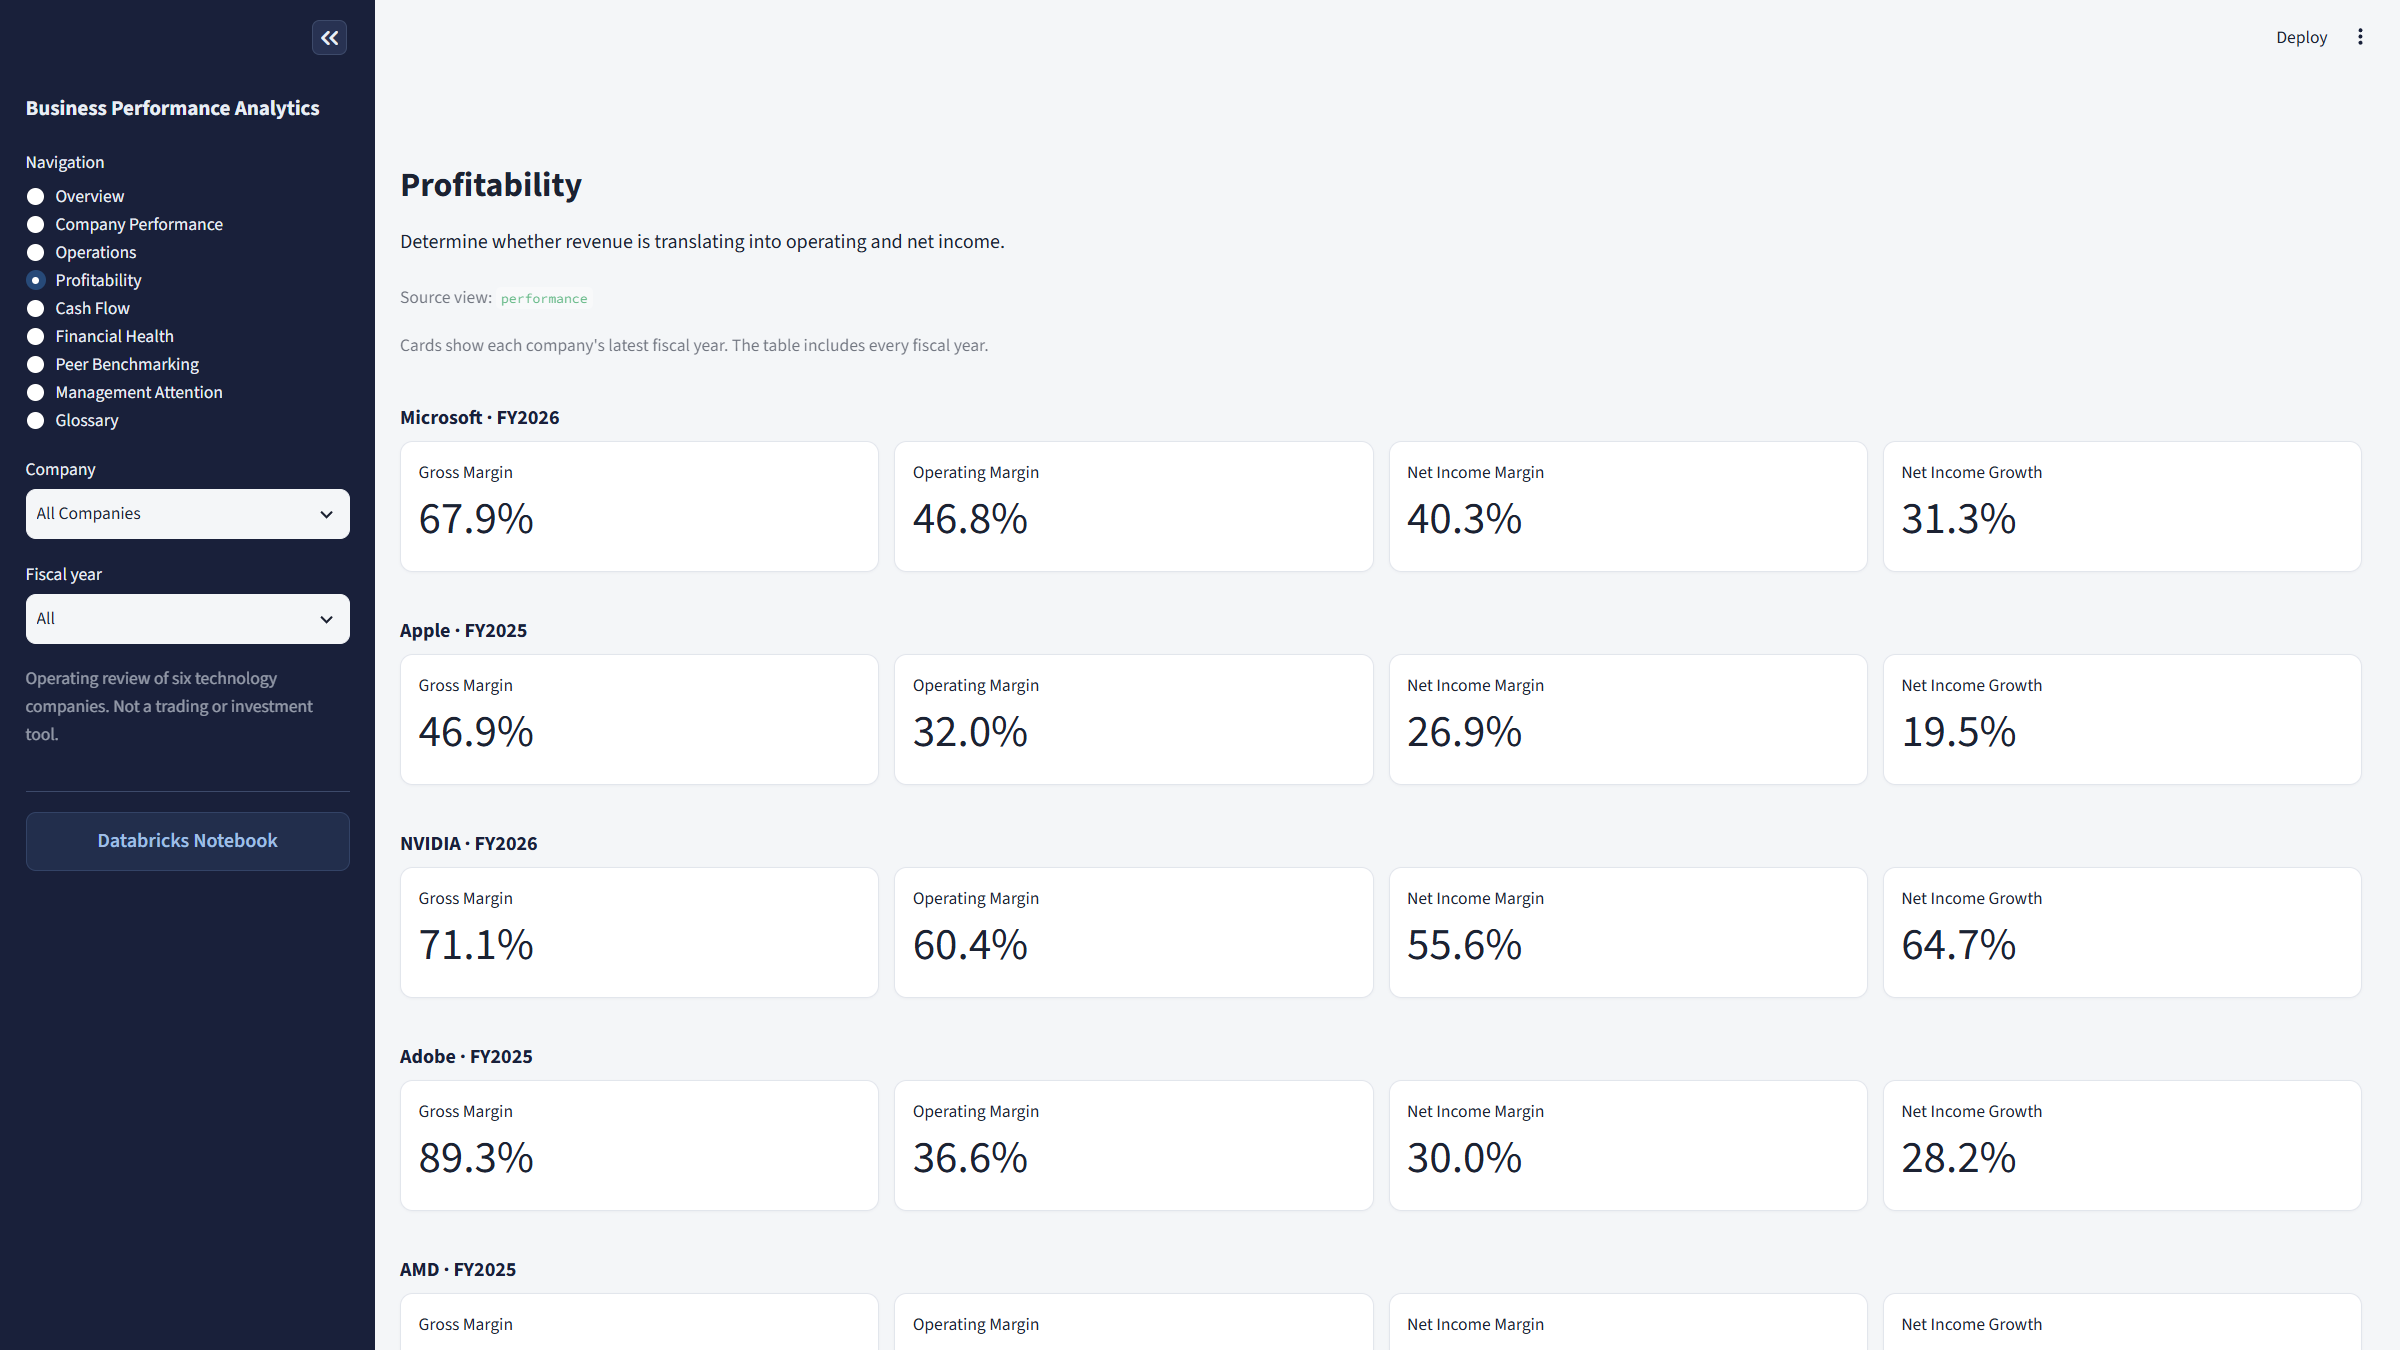 Business Performance Analytics
Navigation
Overview
Company Performance
Operations
Profitability
Cash Flow
Financial Health
Peer Benchmarking
Management Attention
Glossary
Company
All Companies
Fiscal year
All
Operating review of six technology
companies. Not a trading or investment
tool.
Databricks Notebook
Deploy
Profitability
Determine whether revenue is translating into operating and net income.
Source view: performance
Cards show each company's latest fiscal year. The table includes every fiscal year.
Microsoft · FY2026
Gross Margin Operating Margin Net Income Margin Net Income Growth
67.9% 46.8% 40.3% 31.3%
Apple · FY2025
Gross Margin Operating Margin Net Income Margin Net Income Growth
46.9% 32.0% 26.9% 19.5%
NVIDIA · FY2026
Gross Margin Operating Margin Net Income Margin Net Income Growth
71.1% 60.4% 55.6% 64.7%
Adobe · FY2025
Gross Margin Operating Margin Net Income Margin Net Income Growth
89.3% 36.6% 30.0% 28.2%
AMD · FY2025
Gross Margin Operating Margin Net Income Margin Net Income Growth